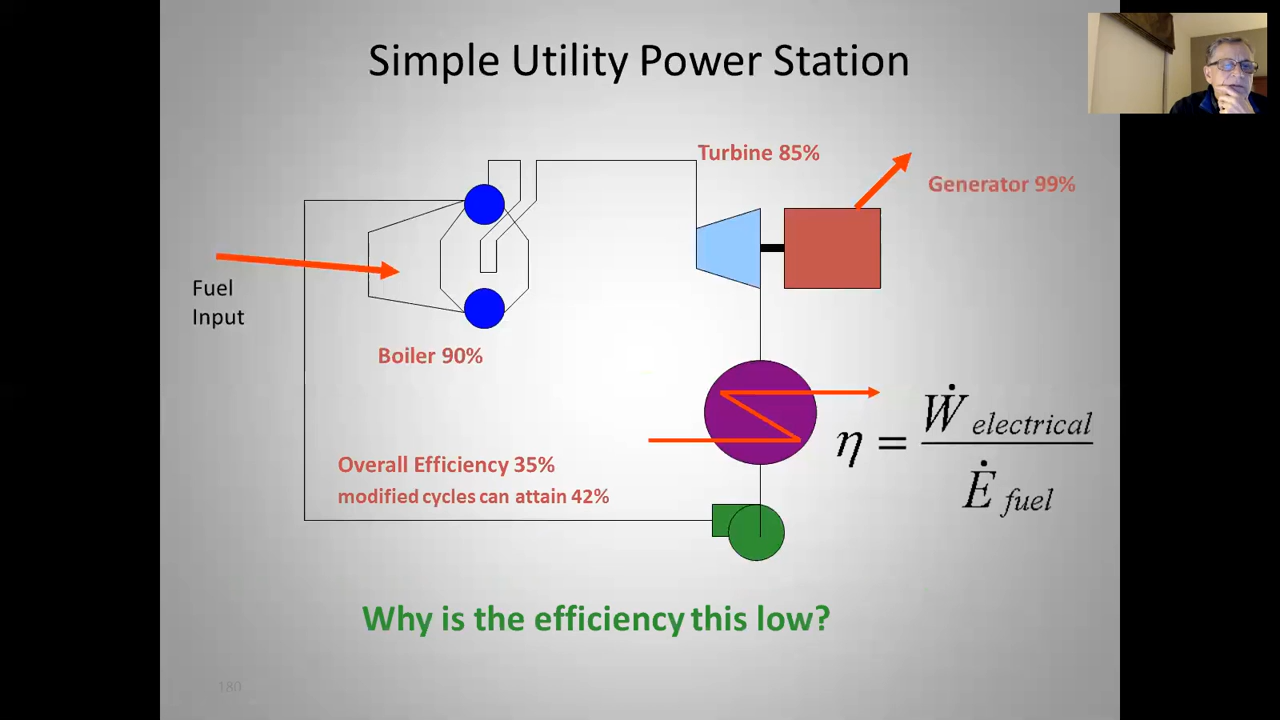 Simple Utility Power Station
Turbine 85%
Generator 99%
Fuel
Input
Boiler 90%
η = Ẇ electrical / Ė fuel
Overall Efficiency 35%
modified cycles can attain 42%
Why is the efficiency this low?
180